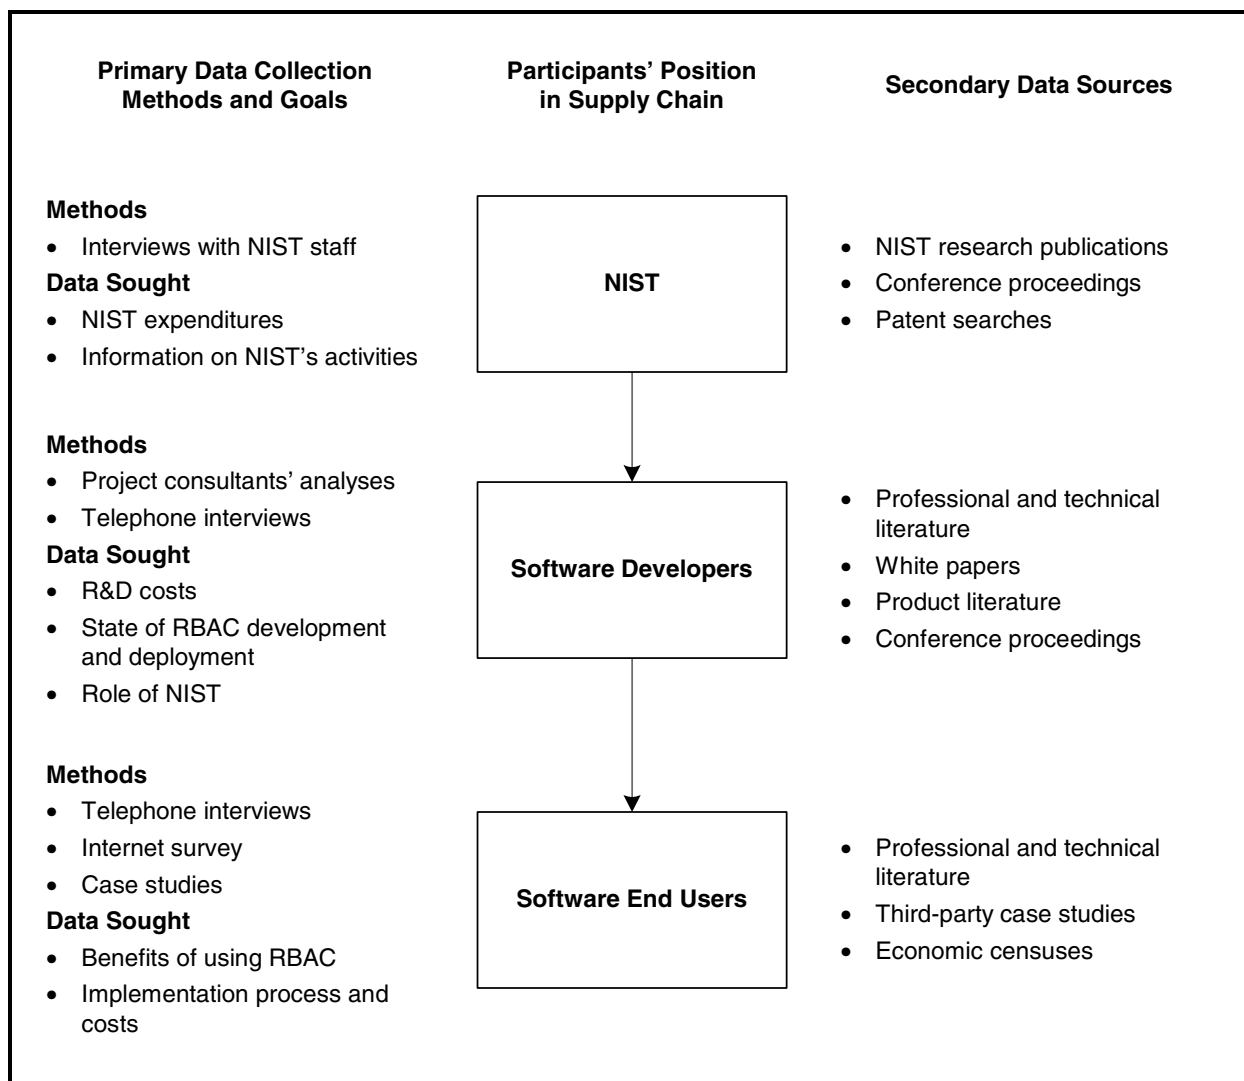 Primary Data Collection
Methods and Goals
Participants’ Position
in Supply Chain
Secondary Data Sources
Methods
• Interviews with NIST staff
Data Sought
• NIST expenditures
• Information on NIST’s activities
NIST
• NIST research publications
• Conference proceedings
• Patent searches
Methods
• Project consultants’ analyses
• Telephone interviews
Data Sought
• R&D costs
• State of RBAC development
and deployment
• Role of NIST
Software Developers
• Professional and technical
literature
• White papers
• Product literature
• Conference proceedings
Methods
• Telephone interviews
• Internet survey
• Case studies
Data Sought
• Benefits of using RBAC
• Implementation process and
costs
Software End Users
• Professional and technical
literature
• Third-party case studies
• Economic censuses